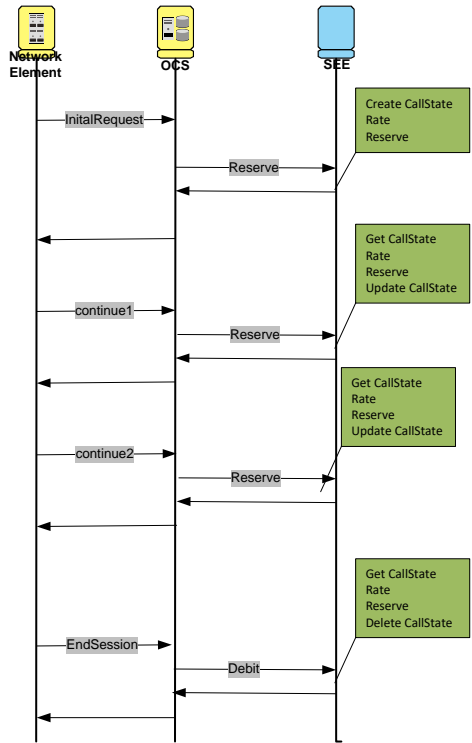 Network
Element
OCS
SEE
Create CallState
Rate
Reserve
InitalRequest
Reserve
Get CallState
Rate
Reserve
Update CallState
continue1
Reserve
Get CallState
Rate
Reserve
Update CallState
continue2
Reserve
Get CallState
Rate
Reserve
Delete CallState
EndSession
Debit